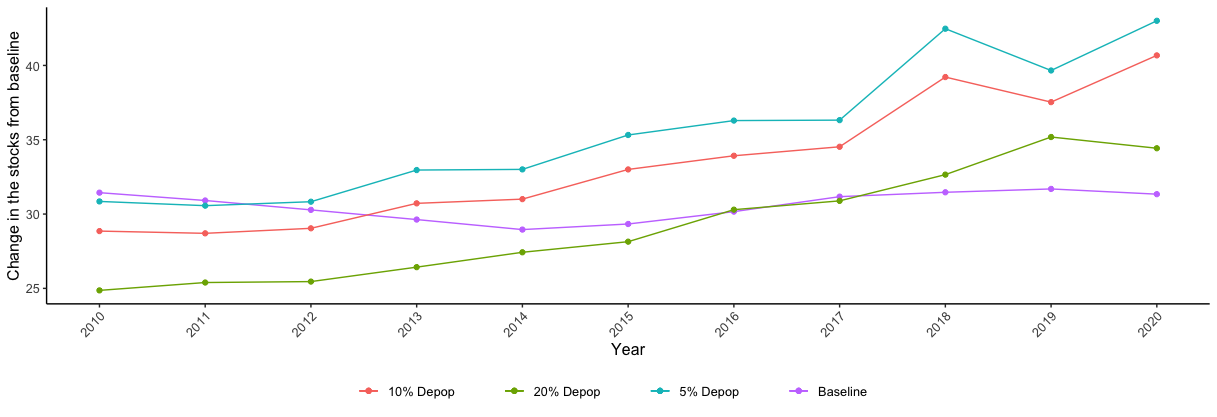 Change in the stocks from baseline
40
35
30
25
2010 2011 2012 2013 2014 2015 2016 2017 2018 2019 2020
Year
10% Depop 20% Depop 5% Depop Baseline